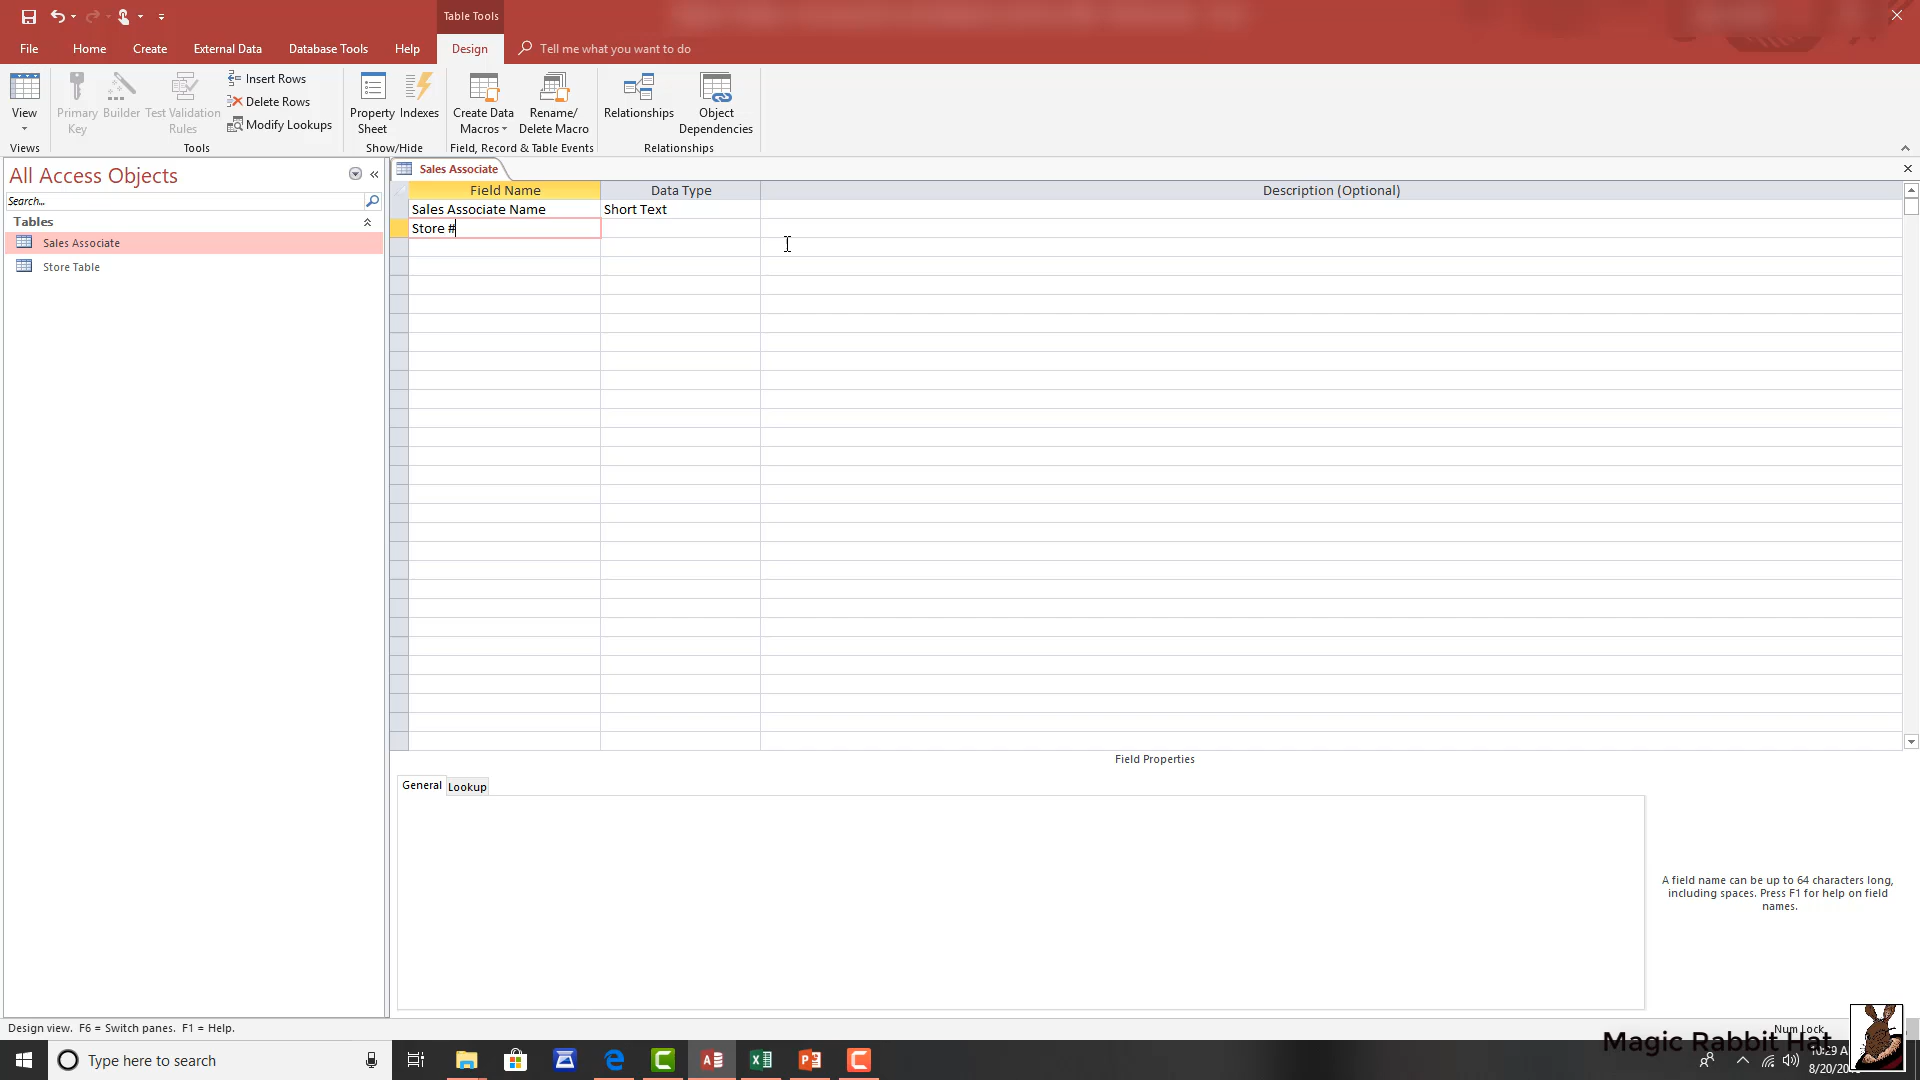 Table Tools
File Home Create External Data Database Tools Help Design Tell me what you want to do
View Primary Key Builder Test Validation Rules Insert Rows Property Sheet Indexes Create Data Macros Rename/ Delete Macro Relationships Object Dependencies
Delete Rows
Modify Lookups
Views Tools Show/Hide Field, Record & Table Events Relationships
All Access Objects
Search...
Tables
Sales Associate
Store Table
Sales Associate
Field Name Data Type Description (Optional)
Sales Associate Name Short Text
Store #
Field Properties
General Lookup
A field name can be up to 64 characters long,
including spaces. Press F1 for help on field
names.
Design view. F6 = Switch panes. F1 = Help.
Num Lock
Magic Rabbit Hat
Type here to search
10:29 A
8/20/20